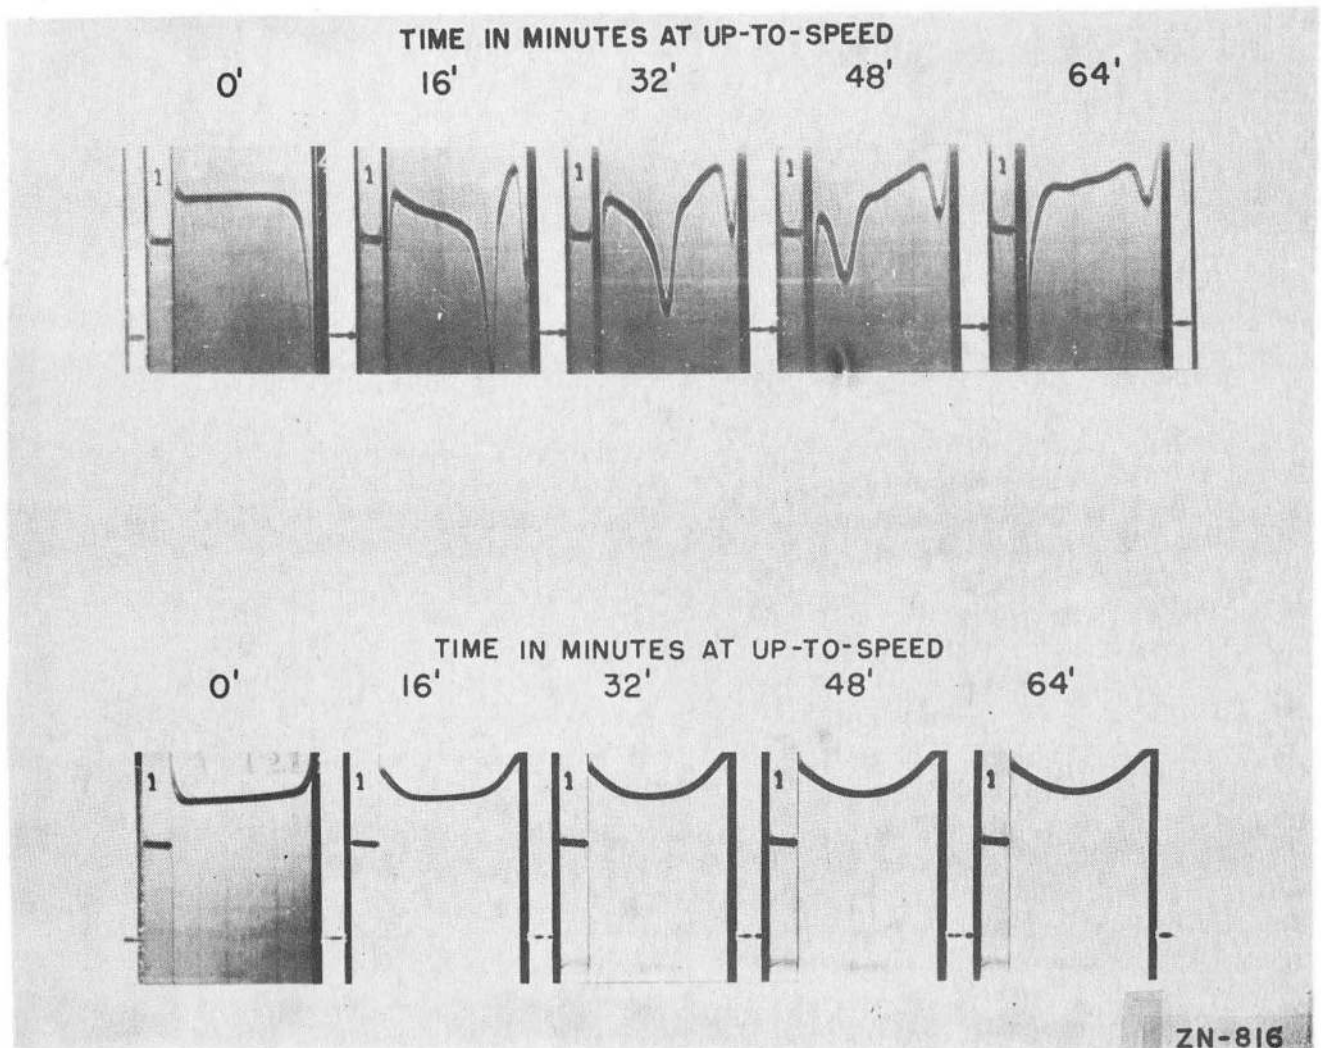 TIME IN MINUTES AT UP-TO-SPEED
0' 16' 32' 48' 64'
1 1 1 1 1
TIME IN MINUTES AT UP-TO-SPEED
0' 16' 32' 48' 64'
1 1 1 1 1
ZN-816